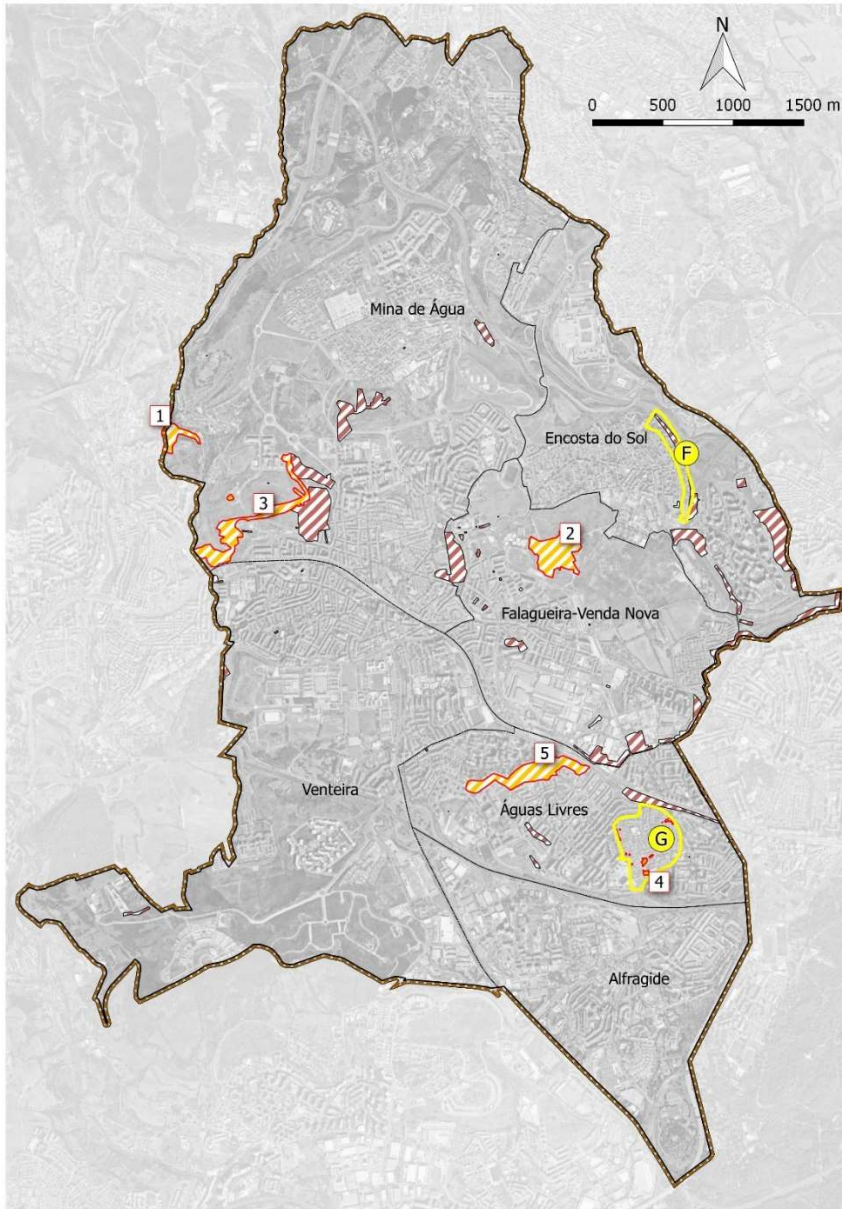 N
0 500 1000 1500 m
Mina de Água
1
Encosta do Sol
F
3
2
Falagueira-Venda Nova
5
Venteira
Águas Livres
G
4
Alfragide